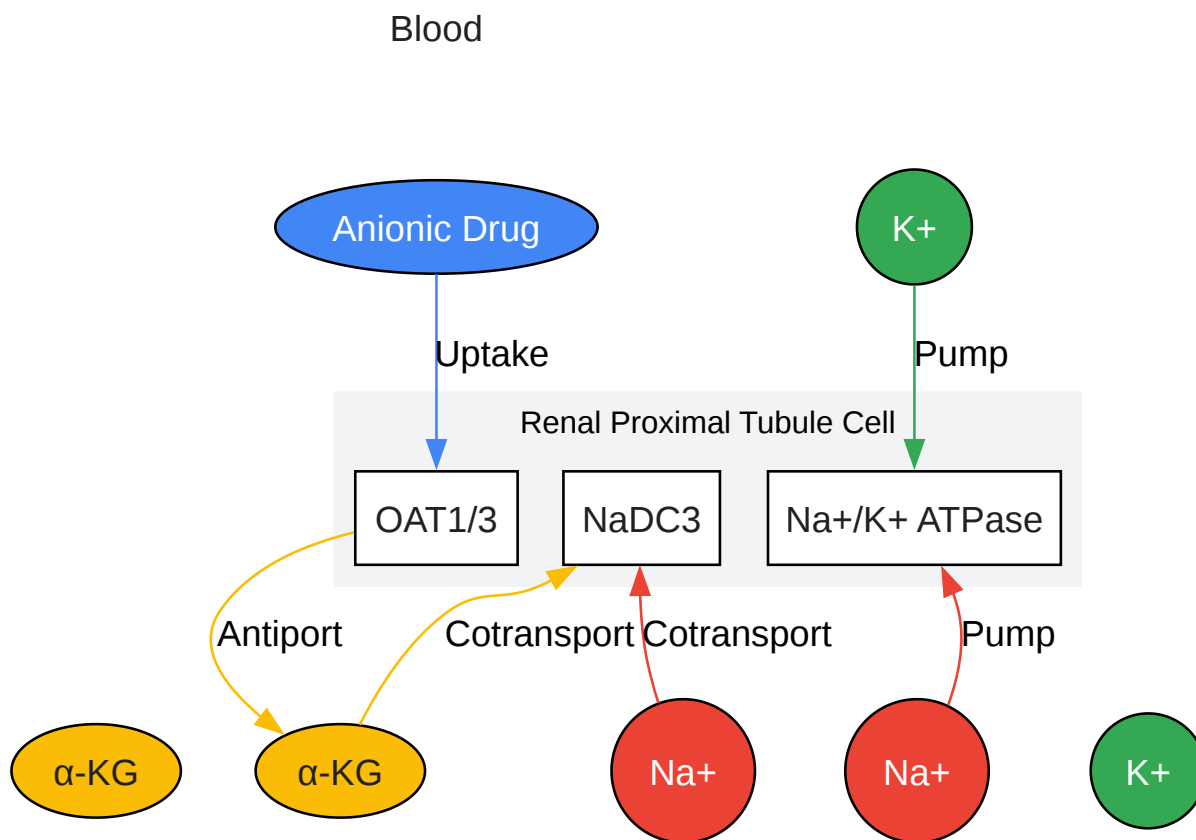 Blood
Anionic Drug
K+
Uptake
Pump
Renal Proximal Tubule Cell
OAT1/3
NaDC3
Na+/K+ ATPase
Antiport
Cotransport
Cotransport
Pump
α-KG
α-KG
Na+
Na+
K+